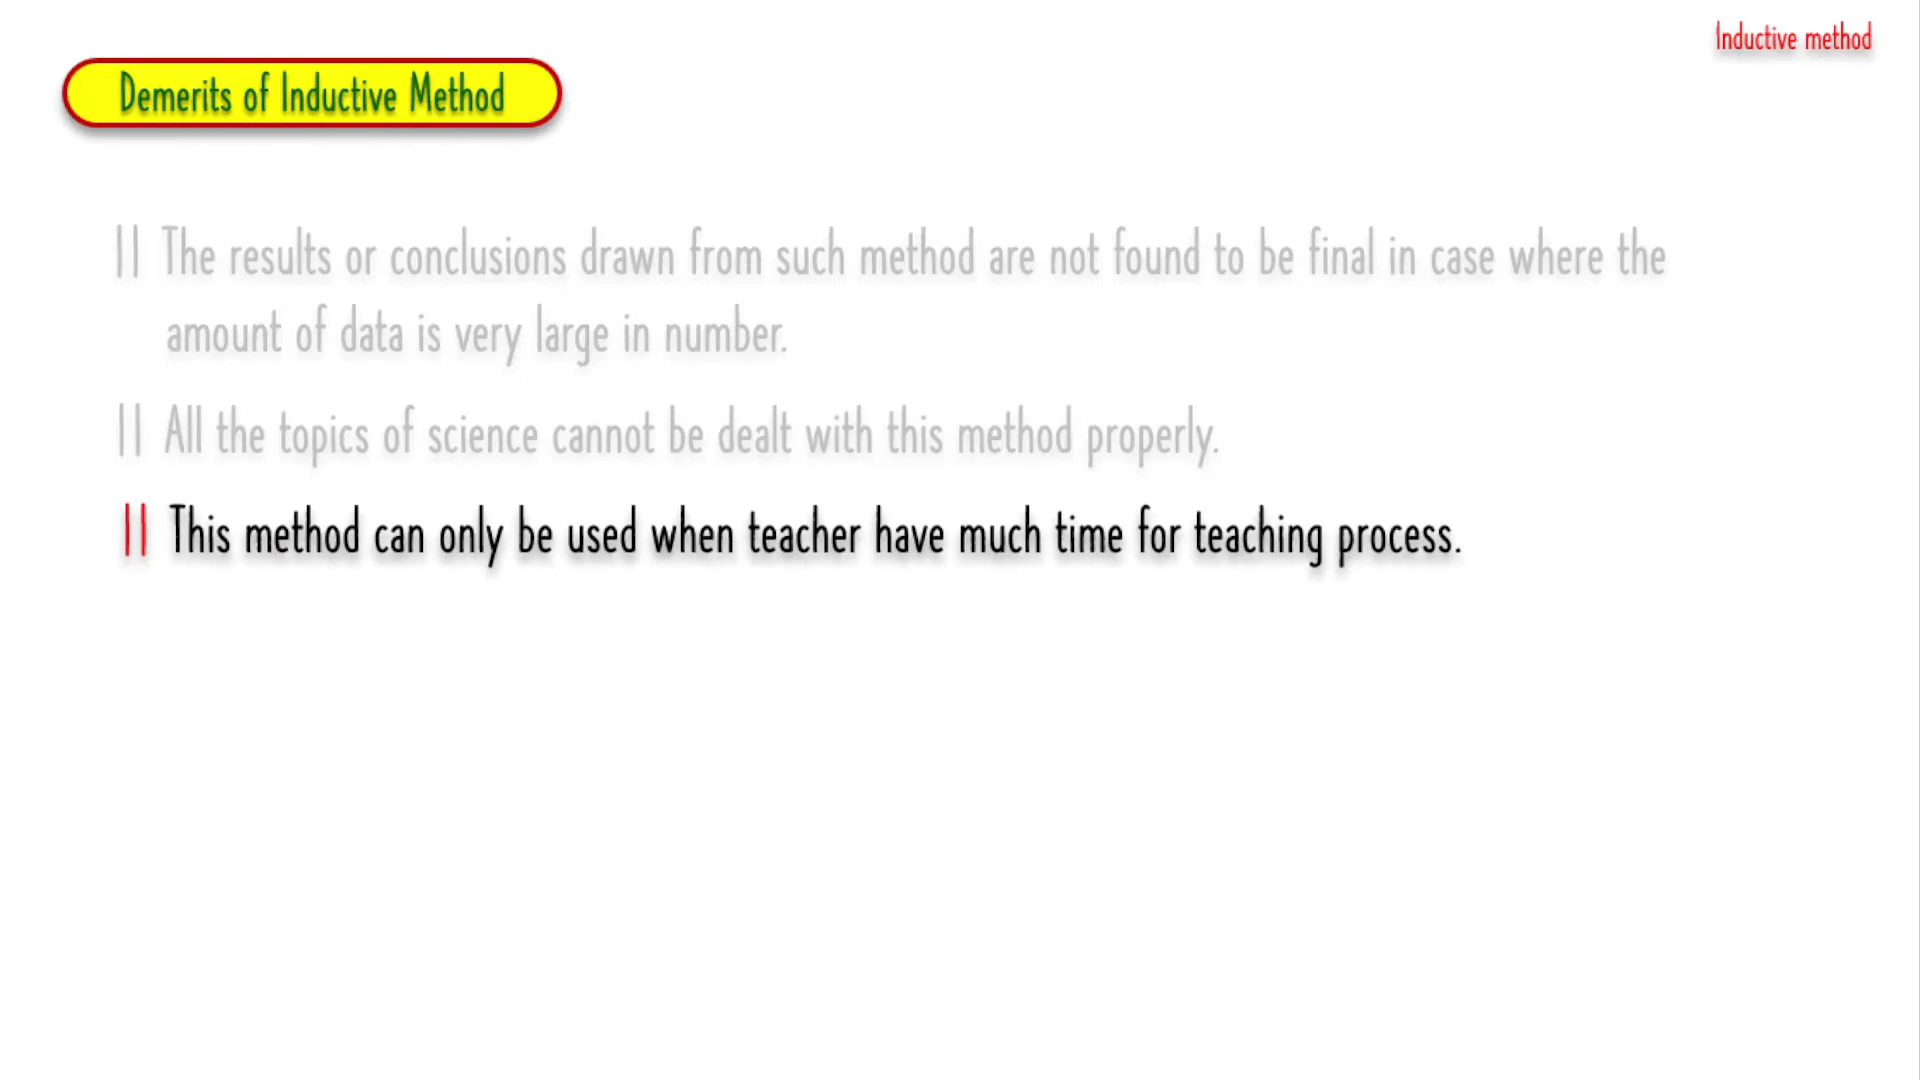 Inductive method
Demerits of Inductive Method
|| The results or conclusions drawn from such method are not found to be final in case where the
amount of data is very large in number.
|| All the topics of science cannot be dealt with this method properly.
|| This method can only be used when teacher have much time for teaching process.